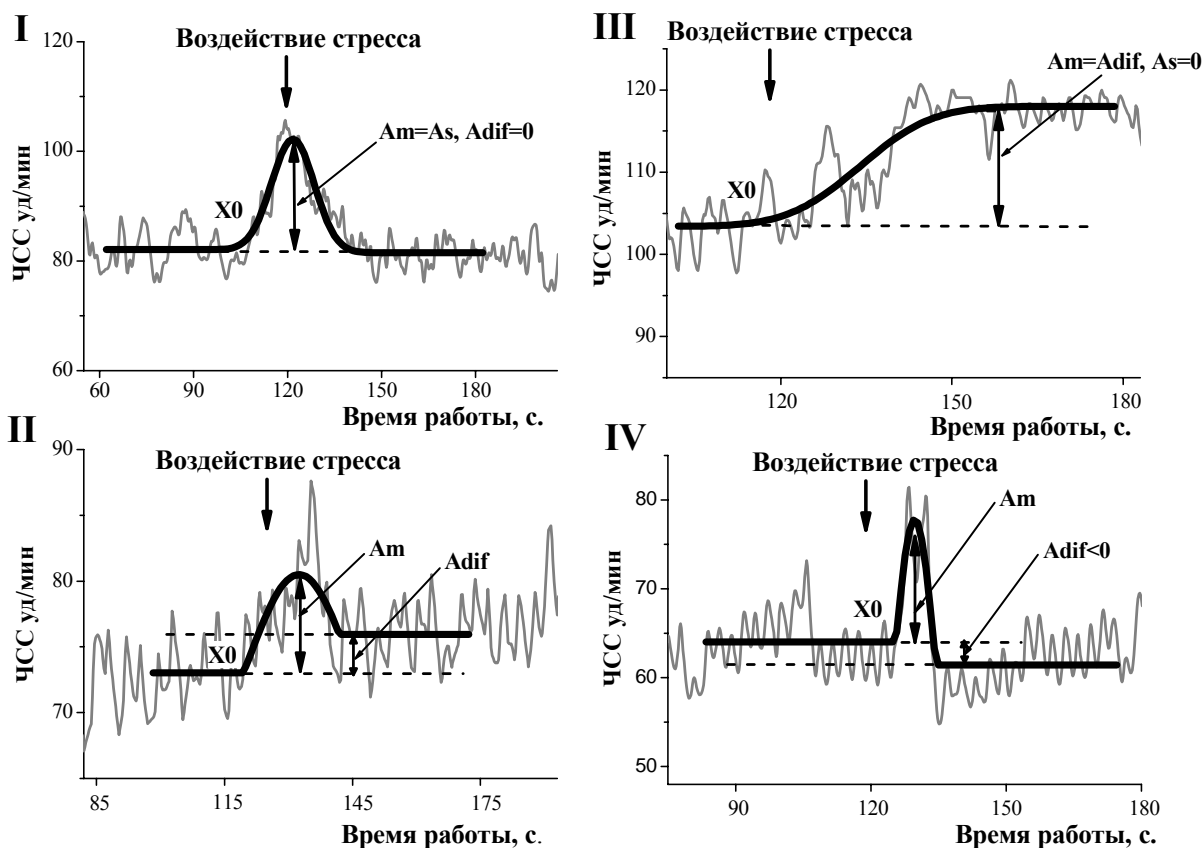 I
Воздействие стресса
Am=As, Adif=0
X0
ЧСС уд/мин
100
80
60
60
90
120
150
180
Время работы, с.
III
Воздействие стресса
Am=Adif, As=0
X0
ЧСС уд/мин
120
110
100
90
120
150
180
Время работы, с.
II
Воздействие стресса
Am
Adif
X0
ЧСС уд/мин
90
80
70
85
115
145
175
Время работы, с.
IV
Воздействие стресса
Am
Adif<0
X0
ЧСС уд/мин
80
70
60
50
90
120
150
180
Время работы, с.